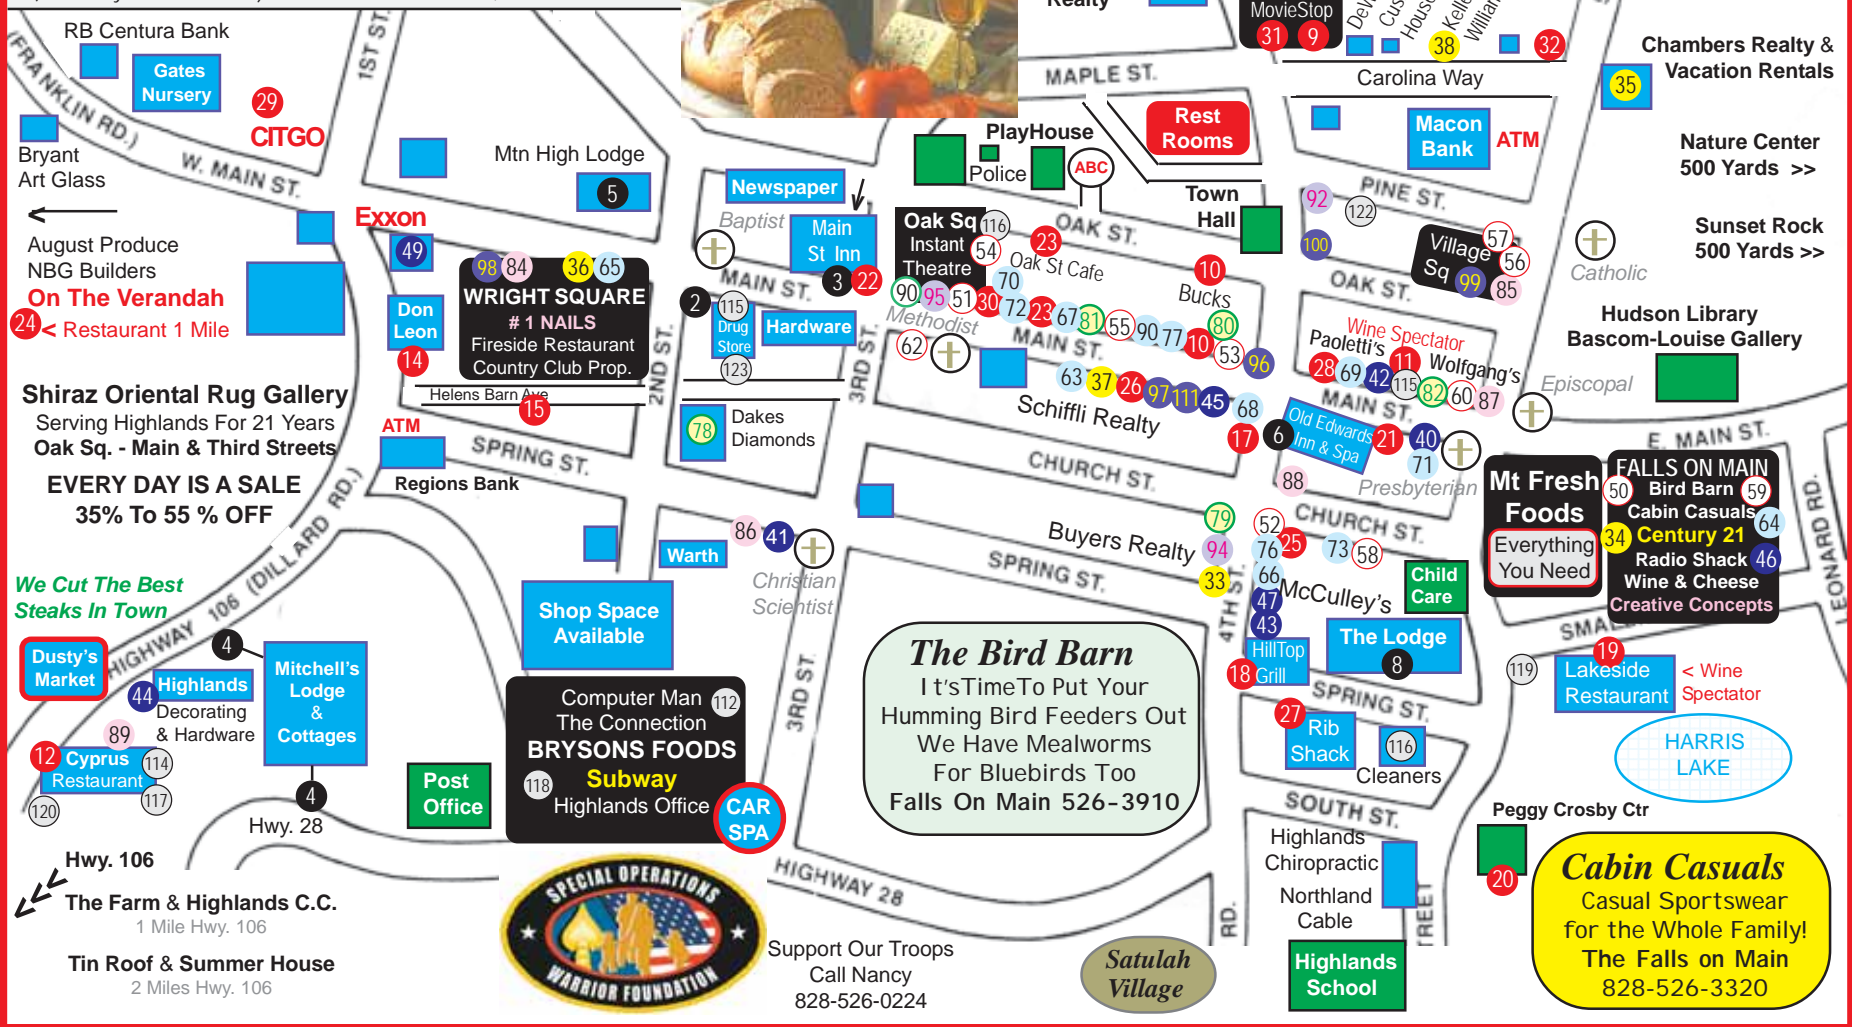 Realty
MovieStop
31
9
38
32
RB Centura Bank
Gates
Nursery
29
CITGO
(FRANKLIN RD.)
1ST ST.
W. MAIN ST.
Bryant
Art Glass
August Produce
NBG Builders
On The Verandah
24
< Restaurant 1 Mile
Shiraz Oriental Rug Gallery
Serving Highlands For 21 Years
Oak Sq. - Main & Third Streets
EVERY DAY IS A SALE
35% To 55 % OFF
Mtn High Lodge
5
Exxon
49
Don
Leon
14
98
84
36
65
WRIGHT SQUARE
# 1 NAILS
Fireside Restaurant
Country Club Prop.
Helens Barn Ave
15
ATM
Regions Bank
SPRING ST.
2ND ST.
Newspaper
Baptist
Main
St Inn
3
22
MAIN ST.
2
115
Drug
Store
123
Hardware
3RD ST.
78
Dakes
Diamonds
MAPLE ST.
PlayHouse
Police
ABC
Rest
Rooms
Town
Hall
Oak Sq
Instant
Theatre
116
54
23
Oak St Cafe
OAK ST.
10
Bucks
90
95
51
30
70
72
23
67
81
55
90
77
10
80
53
96
Methodist
62
MAIN ST.
63
37
26
97
111
45
68
Schiffli Realty
17
CHURCH ST.
Carolina Way
Macon
Bank
ATM
PINE ST.
92
122
100
Village
Sq
57
56
99
85
OAK ST.
Wine Spectator
Paoletti's
Wolfgang's
28
69
42
11
115
82
60
87
MAIN ST.
Old Edwards
Inn & Spa
6
21
40
71
88
Presbyterian
Episcopal
Catholic
Chambers Realty &
Vacation Rentals
35
Nature Center
500 Yards >>
Sunset Rock
500 Yards >>
Hudson Library
Bascom-Louise Gallery
E. MAIN ST.
Mt Fresh
Foods
Everything
You Need
FALLS ON MAIN
50
Bird Barn
59
Cabin Casuals
64
34
Century 21
Radio Shack
46
Wine & Cheese
Creative Concepts
LEONARD RD.
We Cut The Best
Steaks In Town
HIGHWAY 106 (DILLARD RD.)
Dusty's
Market
4
44
Highlands
Decorating
& Hardware
Mitchell's
Lodge
&
Cottages
89
12
Cyprus
Restaurant
114
117
120
4
Hwy. 28
Hwy. 106
The Farm & Highlands C.C.
1 Mile Hwy. 106
Tin Roof & Summer House
2 Miles Hwy. 106
Post
Office
Warth
86
41
Christian
Scientist
Shop Space
Available
Computer Man
112
The Connection
BRYSONS FOODS
Subway
118
Highlands Office
CAR
SPA
3RD ST.
SPECIAL OPERATIONS
WARRIOR FOUNDATION
Support Our Troops
Call Nancy
828-526-0224
HIGHWAY 28
Buyers Realty
SPRING ST.
79
94
33
4TH ST.
52
25
76
66
47
43
73
58
CHURCH ST.
McCulley's
Child
Care
HillTop
Grill
18
The Lodge
8
SPRING ST.
27
Rib
Shack
116
Cleaners
SOUTH ST.
The Bird Barn
It'sTimeTo Put Your
Humming Bird Feeders Out
We Have Mealworms
For Bluebirds Too
Falls On Main 526-3910
119
19
Lakeside
Restaurant
< Wine
Spectator
HARRIS
LAKE
Highlands
Chiropractic
Northland
Cable
RD.
Highlands
School
Satulah
Village
Peggy Crosby Ctr
20
Cabin Casuals
Casual Sportswear
for the Whole Family!
The Falls on Main
828-526-3320